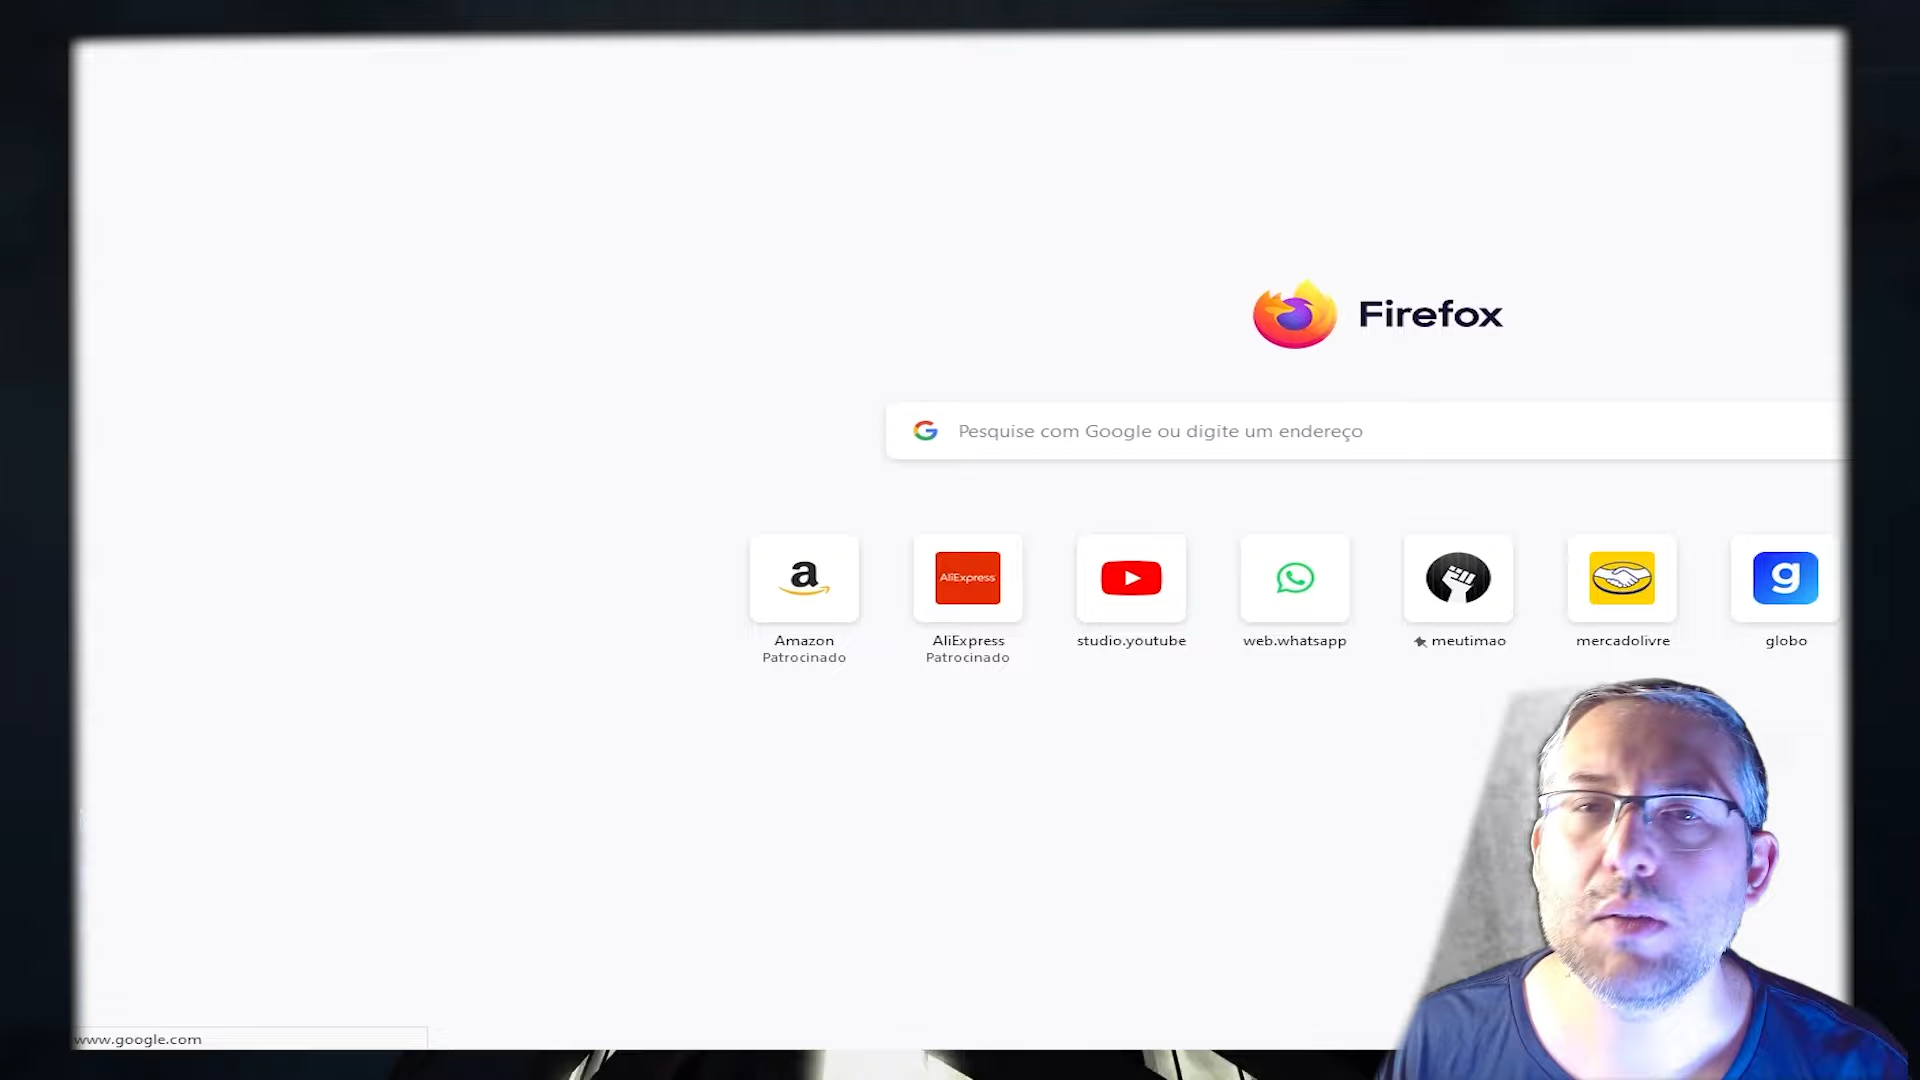 Firefox
Pesquise com Google ou digite um endereço
a
AliExpress
g
Amazon
Patrocinado
AliExpress
Patrocinado
studio.youtube
web.whatsapp
meutimao
mercadolivre
globo
www.google.com